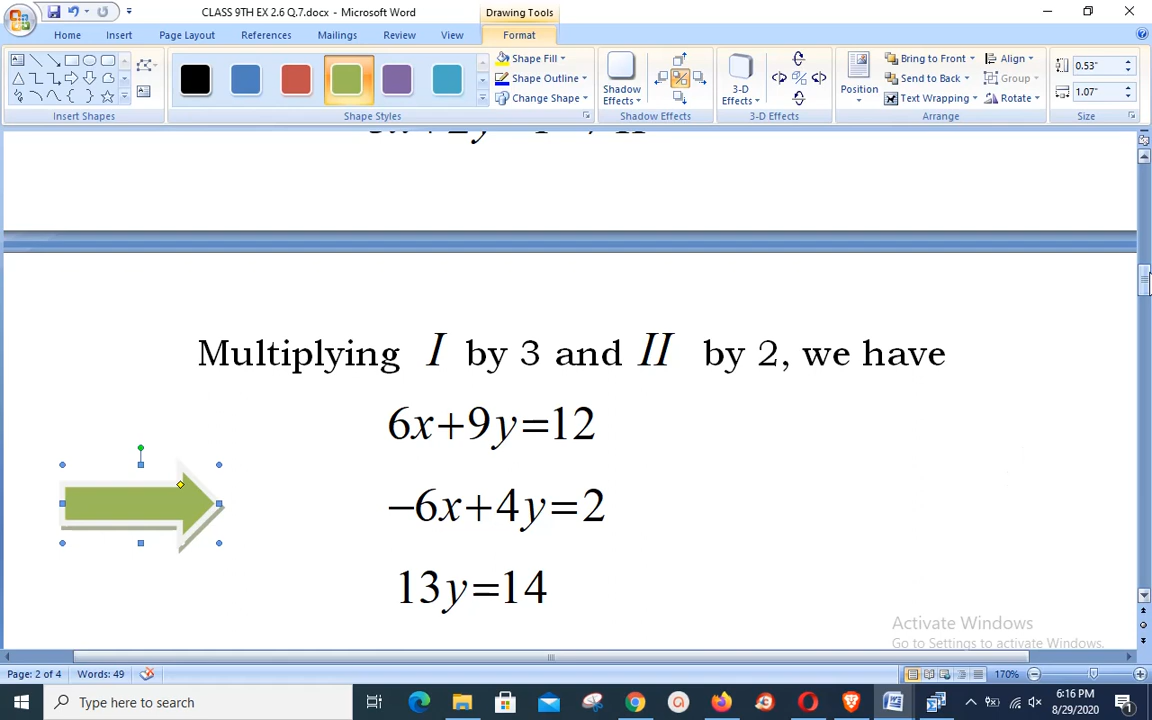 CLASS 9TH EX 2.6 Q.7.docx - Microsoft Word
Drawing Tools
Home Insert Page Layout References Mailings Review View Format
Shape Fill
Shape Outline
Change Shape
Shadow Effects
3-D Effects
Position
Bring to Front
Send to Back
Text Wrapping
Align
Group
Rotate
0.53"
1.07"
Insert Shapes Shape Styles Shadow Effects 3-D Effects Arrange Size
Multiplying I by 3 and II by 2, we have
6x+9y=12
−6x+4y=2
13y=14
Activate Windows
Go to Settings to activate Windows.
Page: 2 of 4 Words: 49 170%
Type here to search
6:16 PM
8/29/2020
1